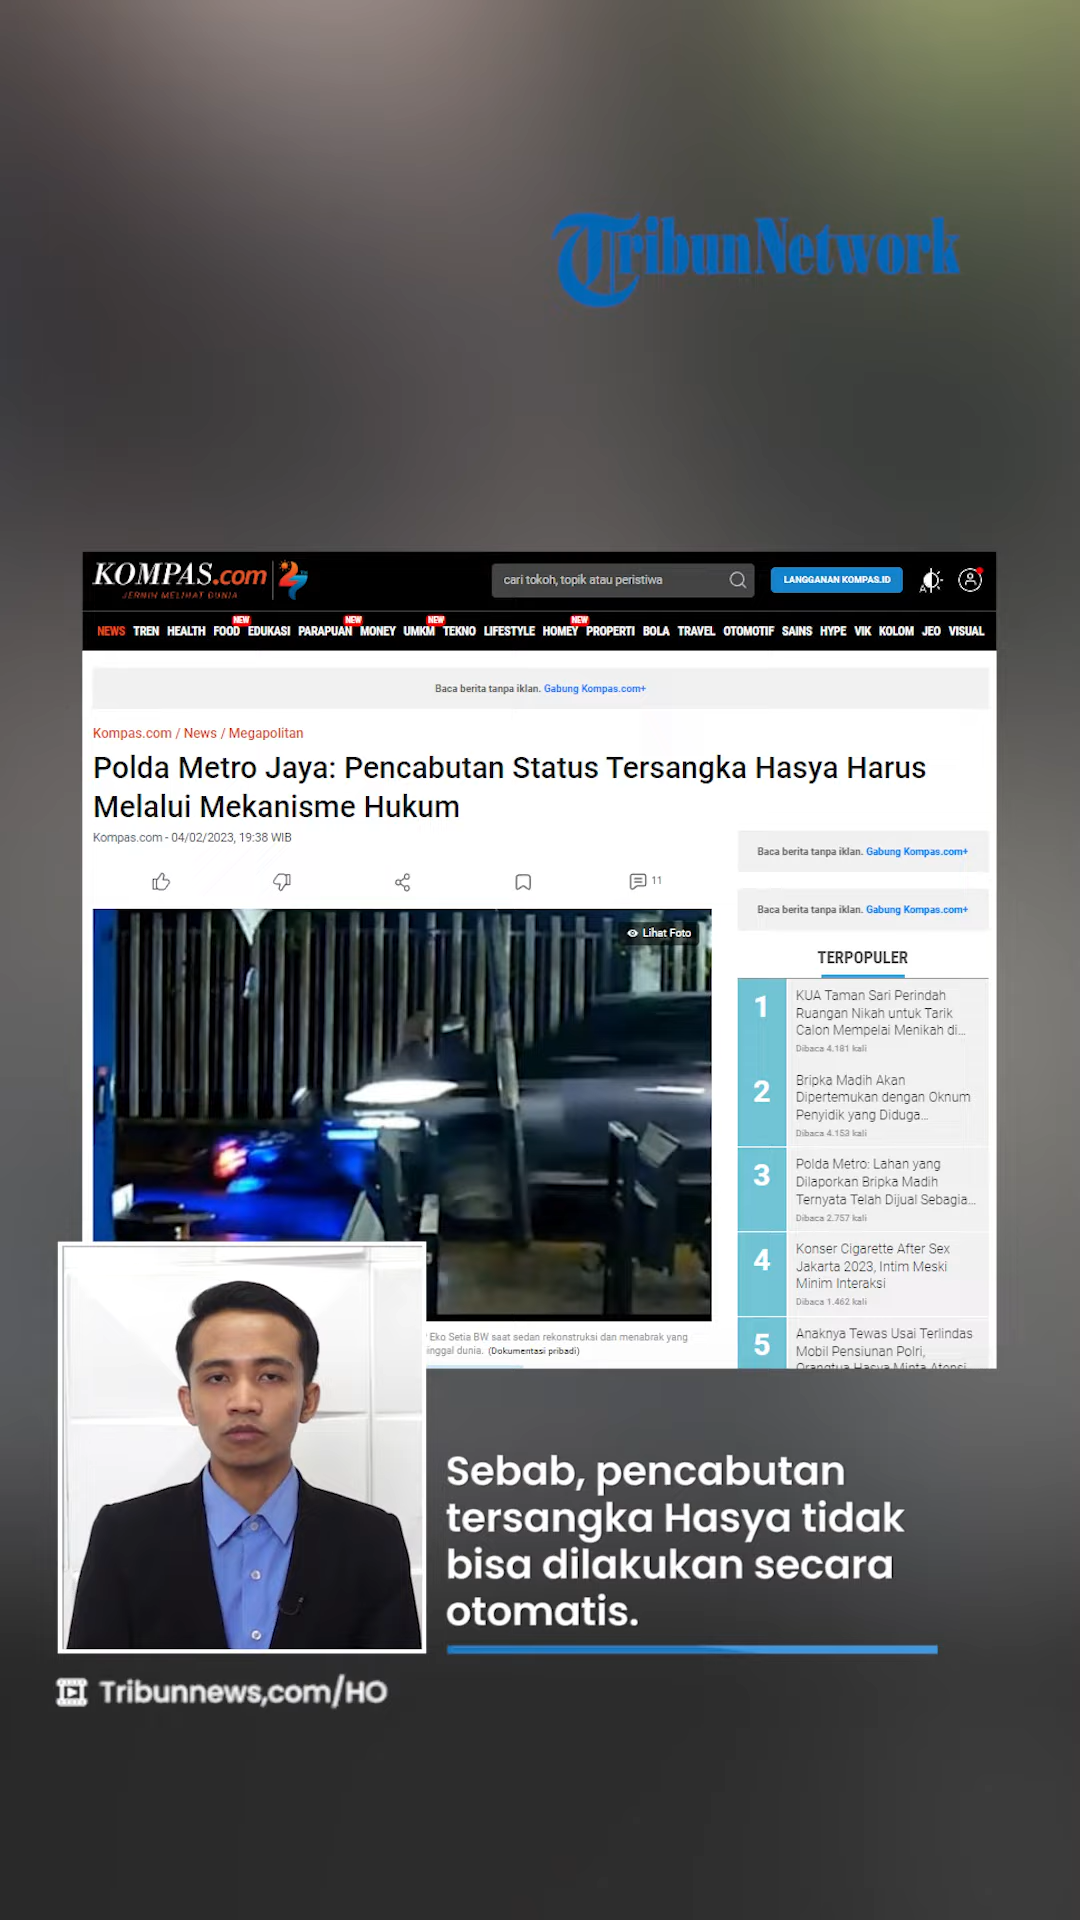 TribunNetwork
KOMPAS.com
JERNIH MELIHAT DUNIA
cari tokoh, topik atau peristiwa
LANGGANAN KOMPAS.ID
NEWS TREN HEALTH FOOD NEW EDUKASI PARAPUAN NEW MONEY UMKM NEW TEKNO LIFESTYLE HOMEY NEW PROPERTI BOLA TRAVEL OTOMOTIF SAINS HYPE VIK KOLOM JEO VISUAL
Baca berita tanpa iklan. Gabung Kompas.com+
Kompas.com / News / Megapolitan
Polda Metro Jaya: Pencabutan Status Tersangka Hasya Harus
Melalui Mekanisme Hukum
Kompas.com - 04/02/2023, 19:38 WIB
11
Lihat Foto
Eko Setia BW saat sedan rekonstruksi dan menabrak yang
inggal dunia. (Dokumentasi pribadi)
Baca berita tanpa iklan. Gabung Kompas.com+
Baca berita tanpa iklan. Gabung Kompas.com+
TERPOPULER
1
KUA Taman Sari Perindah
Ruangan Nikah untuk Tarik
Calon Mempelai Menikah di...
Dibaca 4.181 kali
2
Bripka Madih Akan
Dipertemukan dengan Oknum
Penyidik yang Diduga...
Dibaca 4.153 kali
3
Polda Metro: Lahan yang
Dilaporkan Bripka Madih
Ternyata Telah Dijual Sebagia...
Dibaca 2.757 kali
4
Konser Cigarette After Sex
Jakarta 2023, Intim Meski
Minim Interaksi
Dibaca 1.462 kali
5
Anaknya Tewas Usai Terlindas
Mobil Pensiunan Polri,
Orangtua Hasya Minta Atensi
Sebab, pencabutan
tersangka Hasya tidak
bisa dilakukan secara
otomatis.
Tribunnews,com/HO